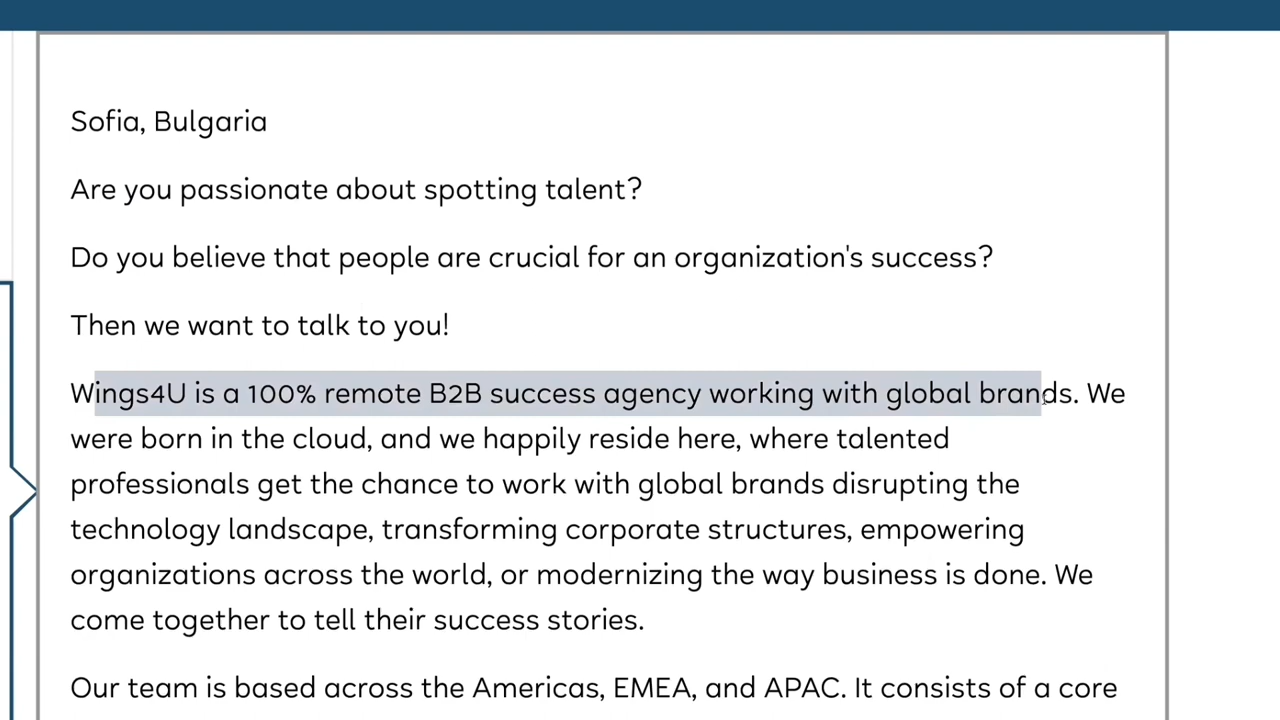 Sofia, Bulgaria
Are you passionate about spotting talent?
Do you believe that people are crucial for an organization's success?
Then we want to talk to you!
Wings4U is a 100% remote B2B success agency working with global brands. We
were born in the cloud, and we happily reside here, where talented
professionals get the chance to work with global brands disrupting the
technology landscape, transforming corporate structures, empowering
organizations across the world, or modernizing the way business is done. We
come together to tell their success stories.
Our team is based across the Americas, EMEA, and APAC. It consists of a core